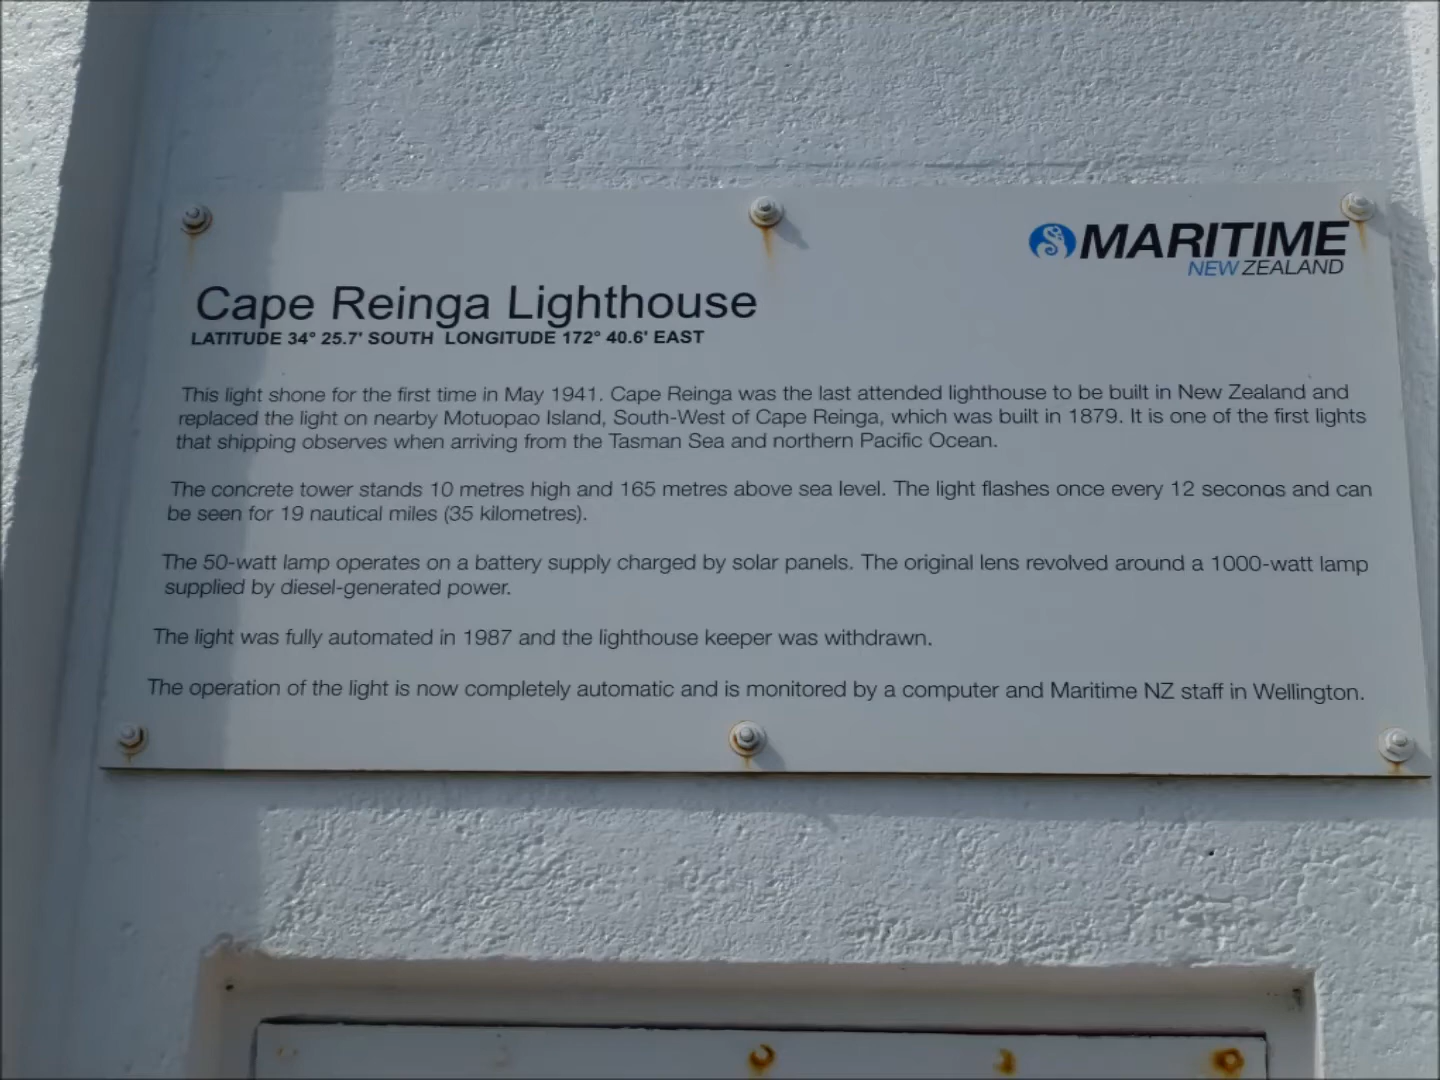 MARITIME
NEW ZEALAND
Cape Reinga Lighthouse
LATITUDE 34° 25.7' SOUTH LONGITUDE 172° 40.6' EAST
This light shone for the first time in May 1941. Cape Reinga was the last attended lighthouse to be built in New Zealand and
replaced the light on nearby Motuopao Island, South-West of Cape Reinga, which was built in 1879. It is one of the first lights
that shipping observes when arriving from the Tasman Sea and northern Pacific Ocean.
The concrete tower stands 10 metres high and 165 metres above sea level. The light flashes once every 12 seconds and can
be seen for 19 nautical miles (35 kilometres).
The 50-watt lamp operates on a battery supply charged by solar panels. The original lens revolved around a 1000-watt lamp
supplied by diesel-generated power.
The light was fully automated in 1987 and the lighthouse keeper was withdrawn.
The operation of the light is now completely automatic and is monitored by a computer and Maritime NZ staff in Wellington.